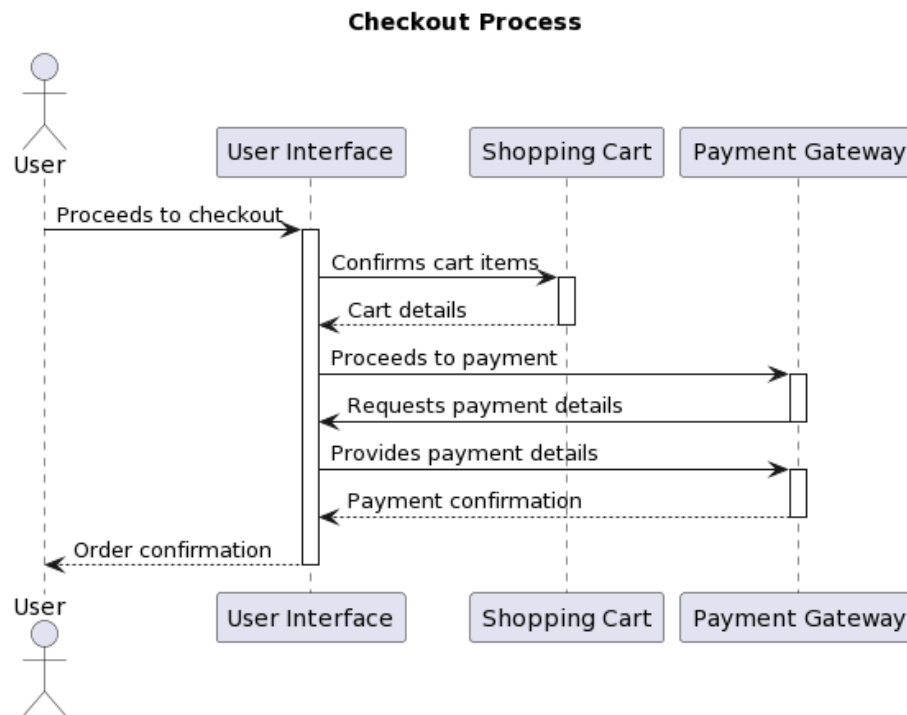 Checkout Process
User
User Interface
Shopping Cart
Payment Gateway
Proceeds to checkout
Confirms cart items
Cart details
Proceeds to payment
Requests payment details
Provides payment details
Payment confirmation
Order confirmation
User
User Interface
Shopping Cart
Payment Gateway